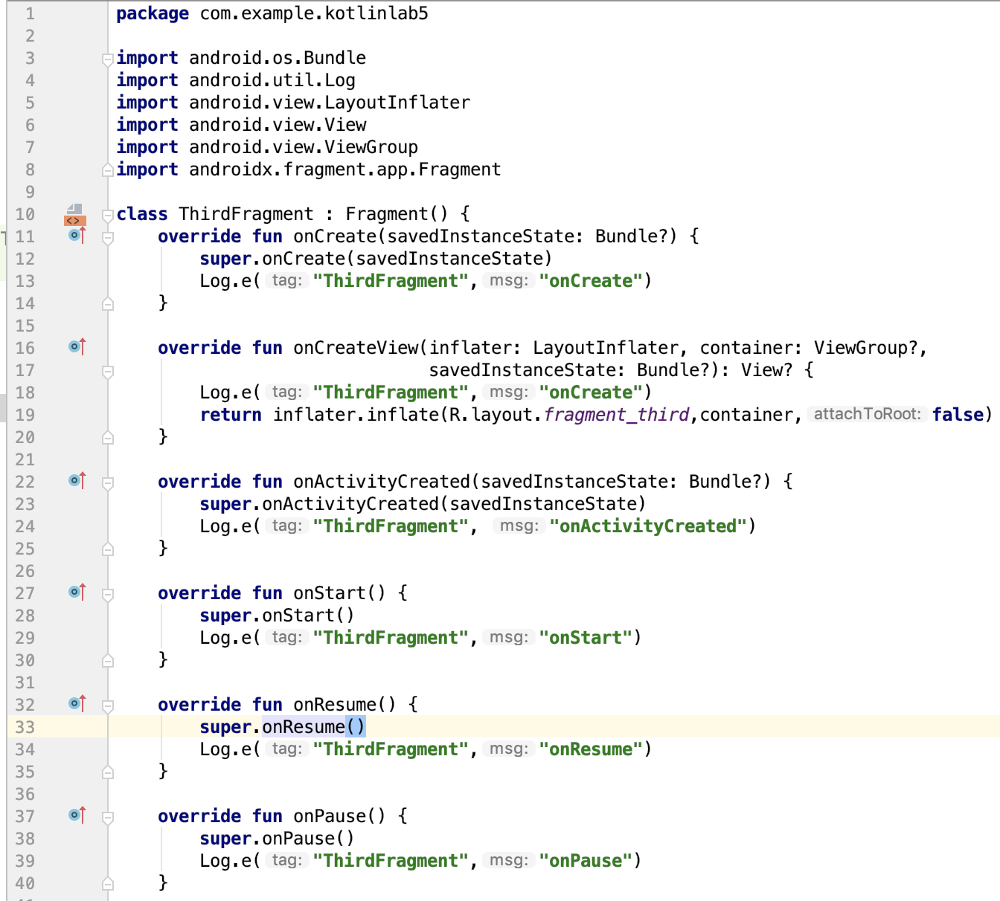 1 package com.example.kotlinlab5
2
3 import android.os.Bundle
4 import android.util.Log
5 import android.view.LayoutInflater
6 import android.view.View
7 import android.view.ViewGroup
8 import androidx.fragment.app.Fragment
9
10 <> class ThirdFragment : Fragment() {
11 override fun onCreate(savedInstanceState: Bundle?) {
12 super.onCreate(savedInstanceState)
13 Log.e( tag: "ThirdFragment", msg: "onCreate")
14 }
15
16 override fun onCreateView(inflater: LayoutInflater, container: ViewGroup?,
17 savedInstanceState: Bundle?): View? {
18 Log.e( tag: "ThirdFragment", msg: "onCreate")
19 return inflater.inflate(R.layout.fragment_third,container, attachToRoot: false)
20 }
21
22 override fun onActivityCreated(savedInstanceState: Bundle?) {
23 super.onActivityCreated(savedInstanceState)
24 Log.e( tag: "ThirdFragment", msg: "onActivityCreated")
25 }
26
27 override fun onStart() {
28 super.onStart()
29 Log.e( tag: "ThirdFragment", msg: "onStart")
30 }
31
32 override fun onResume() {
33 super.onResume()
34 Log.e( tag: "ThirdFragment", msg: "onResume")
35 }
36
37 override fun onPause() {
38 super.onPause()
39 Log.e( tag: "ThirdFragment", msg: "onPause")
40 }